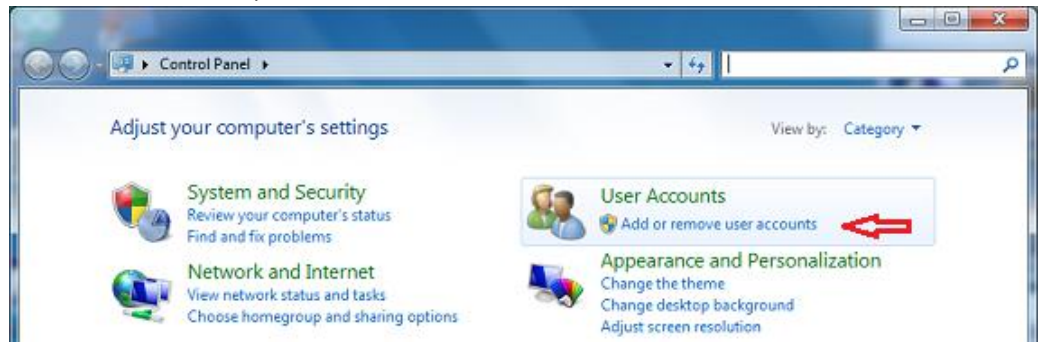 Control Panel
Adjust your computer's settings
View by: Category
System and Security
Review your computer's status
Find and fix problems
Network and Internet
View network status and tasks
Choose homegroup and sharing options
User Accounts
Add or remove user accounts
Appearance and Personalization
Change the theme
Change desktop background
Adjust screen resolution